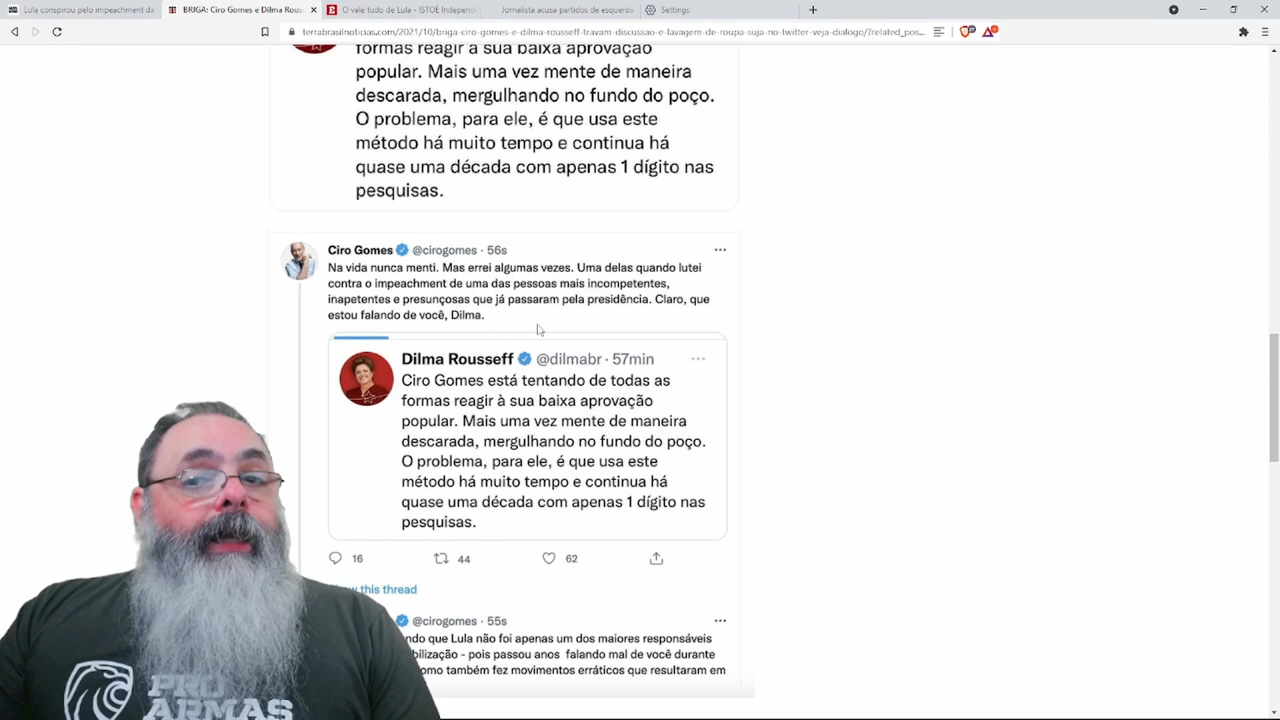 Lula conspirou pelo impeachment da
BRIGA: Ciro Gomes e Dilma Rous
O vale tudo de Lula - ISTOÉ Independ
Jornalista acusa partidos de esquerda
Settings
terrabrasilnoticias.com/2021/10/briga-ciro-gomes-e-dilma-rousseff-travam-discussao-e-lavagem-de-roupa-suja-no-twitter-veja-dialogo/?related_pos...
formas reagir à sua baixa aprovação
popular. Mais uma vez mente de maneira
descarada, mergulhando no fundo do poço.
O problema, para ele, é que usa este
método há muito tempo e continua há
quase uma década com apenas 1 dígito nas
pesquisas.
Ciro Gomes @cirogomes · 56s
Na vida nunca menti. Mas errei algumas vezes. Uma delas quando lutei
contra o impeachment de uma das pessoas mais incompetentes,
inapetentes e presunçosas que já passaram pela presidência. Claro, que
estou falando de você, Dilma.
Dilma Rousseff @dilmabr · 57min
Ciro Gomes está tentando de todas as
formas reagir à sua baixa aprovação
popular. Mais uma vez mente de maneira
descarada, mergulhando no fundo do poço.
O problema, para ele, é que usa este
método há muito tempo e continua há
quase uma década com apenas 1 dígito nas
pesquisas.
16 44 62
this thread
@cirogomes · 55s
ndo que Lula não foi apenas um dos maiores responsáveis
bilização - pois passou anos falando mal de você durante
omo também fez movimentos erráticos que resultaram em
PRO
ARMAS